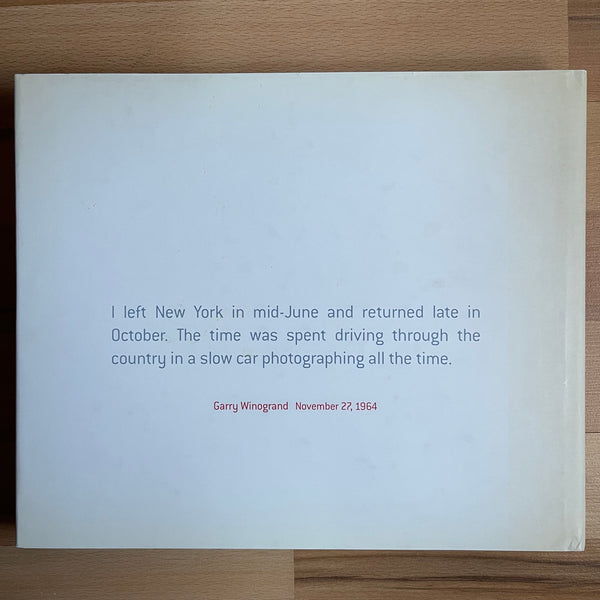 I left New York in mid-June and returned late in
October. The time was spent driving through the
country in a slow car photographing all the time.
Garry Winogrand November 27, 1964